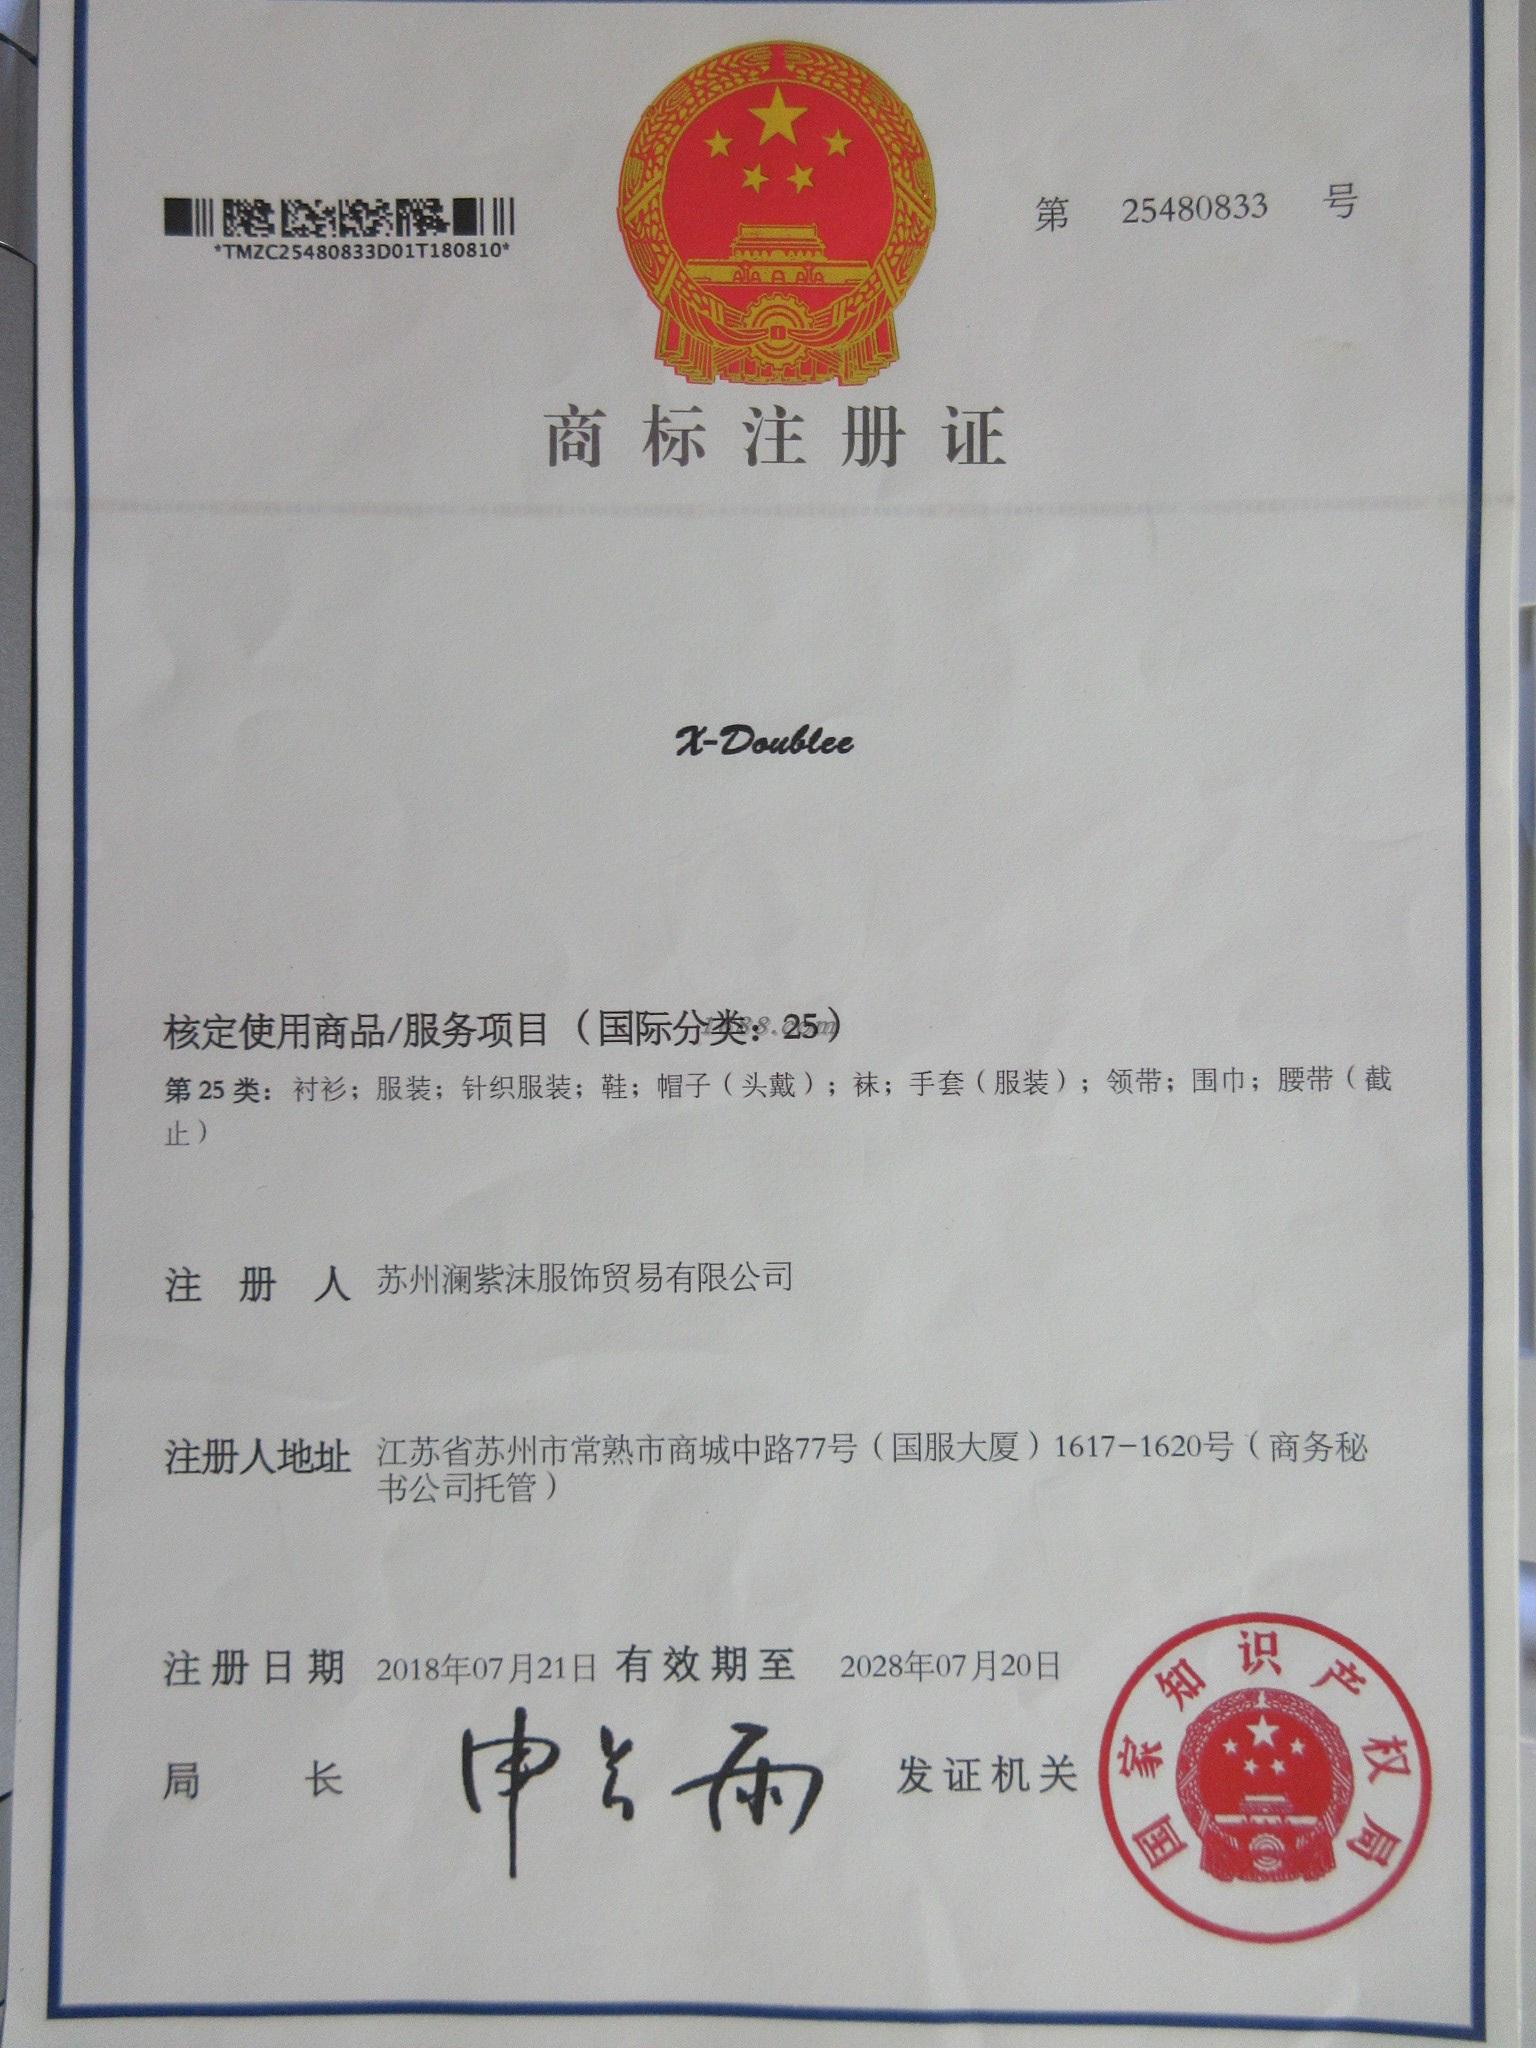 *TMZC25480833D01T180810*
第 25480833 号
商标注册证
X-Doublee
核定使用商品/服务项目（国际分类：25）
1688.com
第25类：衬衫；服装；针织服装；鞋；帽子（头戴）；袜；手套（服装）；领带；围巾；腰带（截
止）
注册人 苏州澜紫沫服饰贸易有限公司
注册人地址 江苏省苏州市常熟市商城中路77号（国服大厦）1617-1620号（商务秘
书公司托管）
注册日期 2018年07月21日 有效期至 2028年07月20日
局长 申长雨 发证机关
国家知识产权局